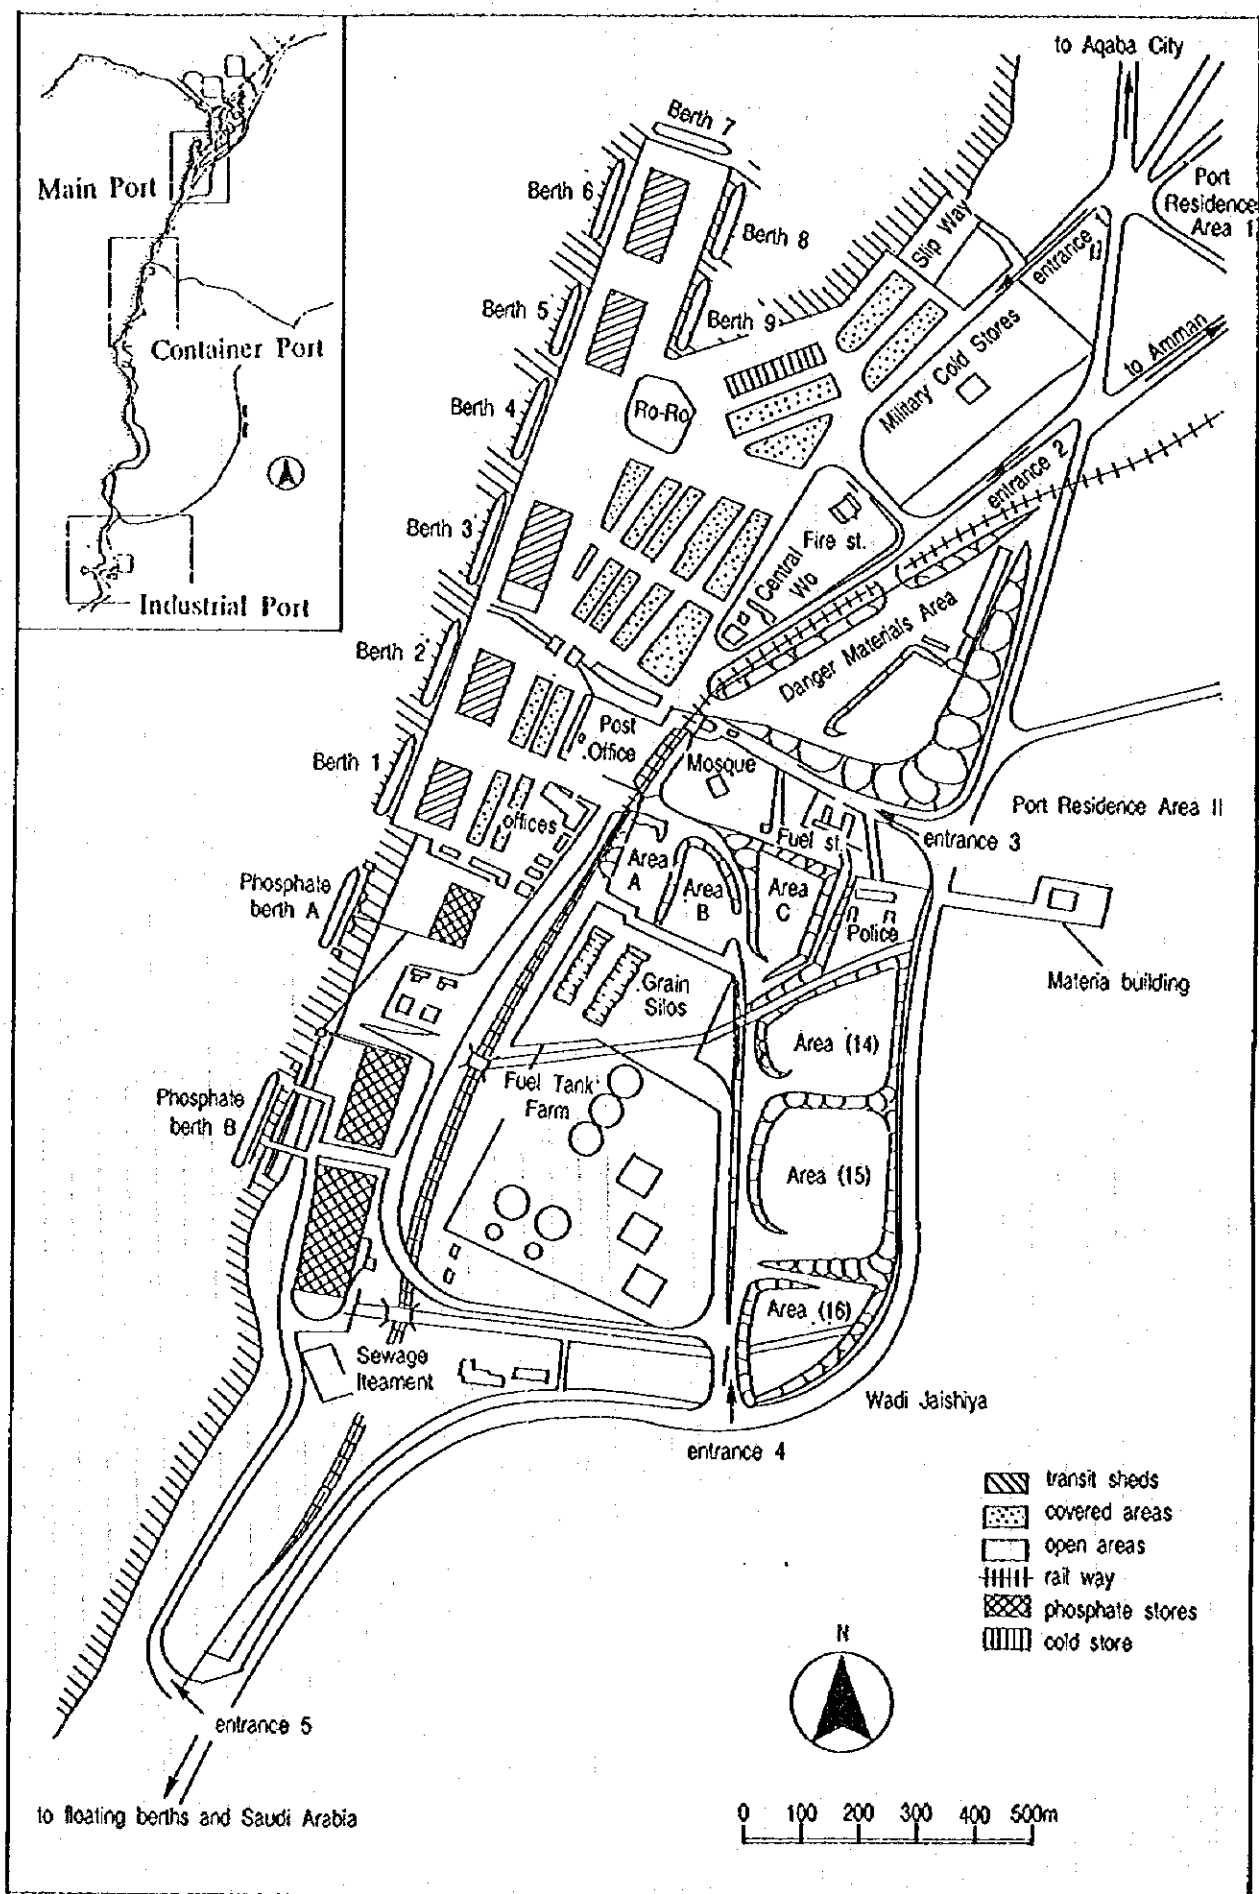 Main Port
Container Port
Industrial Port
to Aqaba City
Port
Residence
Area 1
Berth 7
Berth 6
Berth 8
Slip Way
entrance 1
Berth 5
Berth 9
to Amman
Military Cold Stores
Berth 4
Ro-Ro
entrance 2
Berth 3
Fire st.
Central
Wo
Danger Materials Area
Berth 2
Post
Office
Mosque
Berth 1
Port Residence Area II
offices
Fuel st.
entrance 3
Area
A
Area
B
Area
C
Phosphate
berth A
Police
Materia building
Grain
Silos
Area (14)
Fuel Tank
Farm
Phosphate
berth B
Area (15)
Area (16)
Sewage
Iteament
Wadi Jaishiya
entrance 4
transit sheds
covered areas
open areas
rail way
phosphate stores
cold store
N
entrance 5
to floating berths and Saudi Arabia
0 100 200 300 400 500m